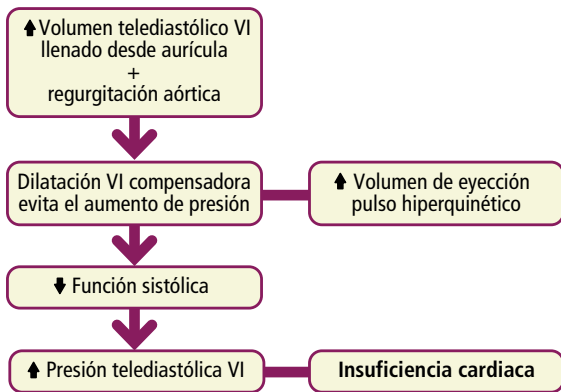 ⬆Volumen telediastólico VI
llenado desde aurícula
+
regurgitación aórtica
Dilatación VI compensadora
evita el aumento de presión
⬆ Volumen de eyección
pulso hiperquinético
⬇ Función sistólica
⬆ Presión telediastólica VI
Insuficiencia cardiaca